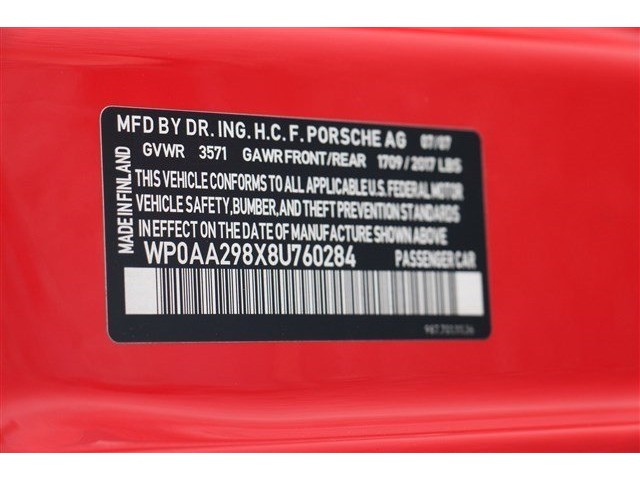 MFD BY DR. ING. H.C. F. PORSCHE AG 07/07
GVWR 3571 GAWR FRONT/REAR 1709 / 2017 LBS
THIS VEHICLE CONFORMS TO ALL APPLICABLE U.S. FEDERAL MOTOR
VEHICLE SAFETY, BUMPER, AND THEFT PREVENTION STANDARDS
IN EFFECT ON THE DATE OF MANUFACTURE SHOWN ABOVE.
WP0AA298X8U760284 PASSENGER CAR
MADE IN FINLAND